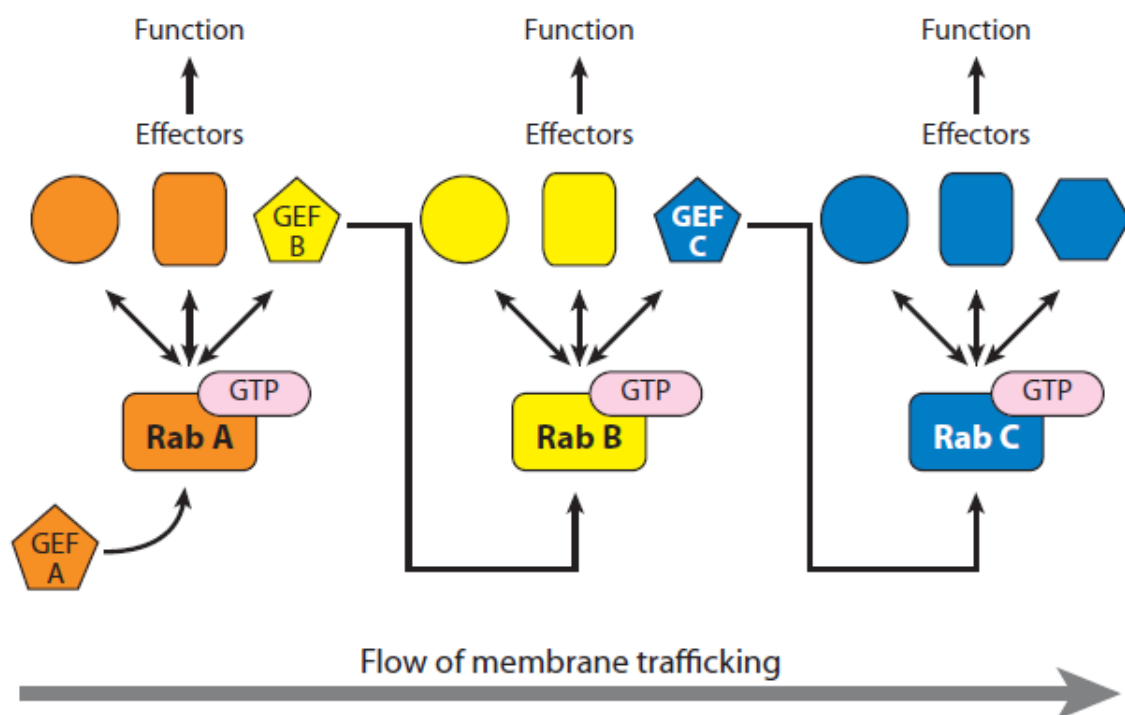 Function
Function
Function
Effectors
Effectors
Effectors
GEF
B
GEF
C
GTP
GTP
GTP
Rab A
Rab B
Rab C
GEF
A
Flow of membrane trafficking